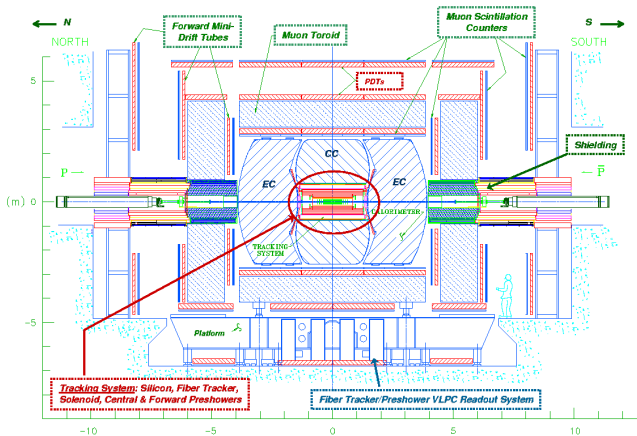 N
S
Forward Mini-
Drift Tubes
Muon Toroid
Muon Scintillation
Counters
NORTH
SOUTH
PDTs
5
Shielding
CC
EC
EC
P
P̅
(m)
0
CALORIMETER
TRACKING
SYSTEM
-5
Platform
Tracking System: Silicon, Fiber Tracker,
Solenoid, Central & Forward Preshowers
Fiber Tracker/Preshower VLPC Readout System
-10
-5
0
5
10